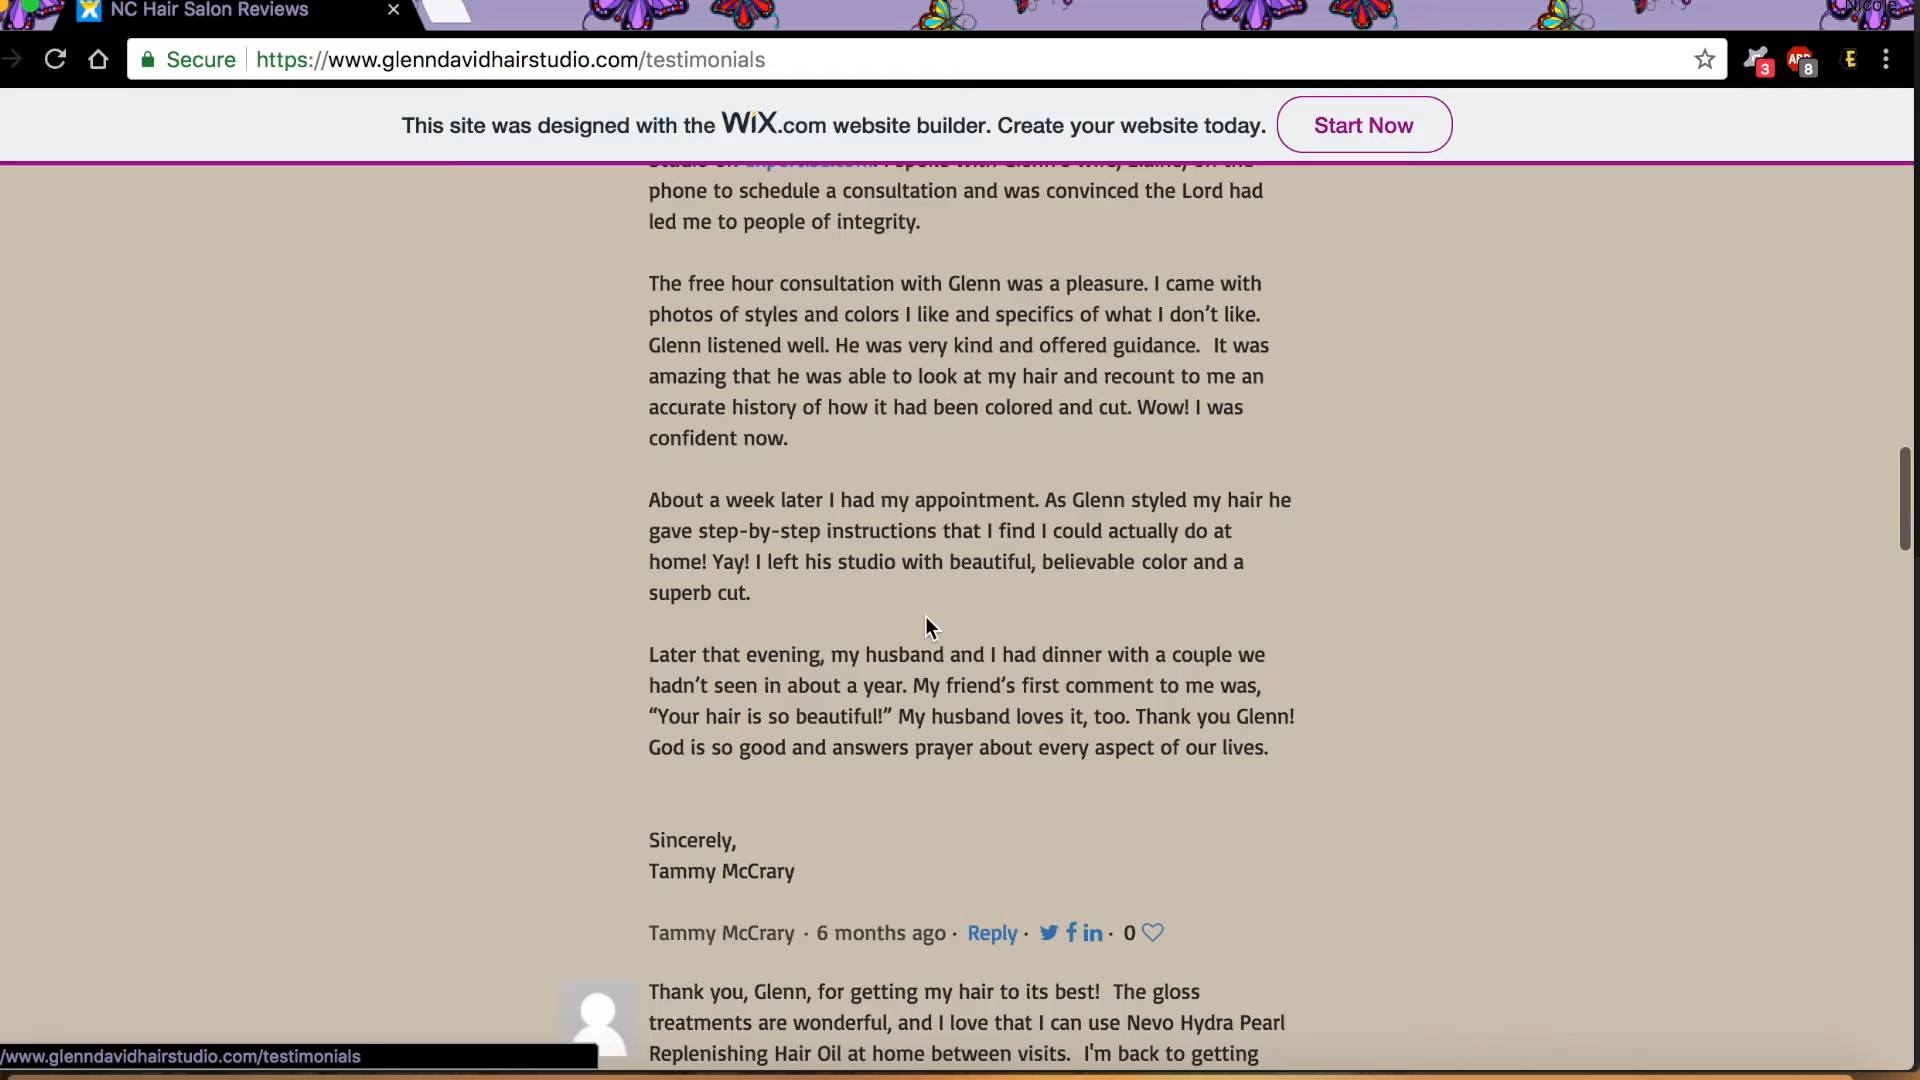 Nicole
NC Hair Salon Reviews
Secure
https://www.glenndavidhairstudio.com/testimonials
3
ABP
8
E
This site was designed with the WiX.com website builder. Create your website today.
Start Now
phone to schedule a consultation and was convinced the Lord had
led me to people of integrity.
The free hour consultation with Glenn was a pleasure. I came with
photos of styles and colors I like and specifics of what I don’t like.
Glenn listened well. He was very kind and offered guidance.  It was
amazing that he was able to look at my hair and recount to me an
accurate history of how it had been colored and cut. Wow! I was
confident now.
About a week later I had my appointment. As Glenn styled my hair he
gave step-by-step instructions that I find I could actually do at
home! Yay! I left his studio with beautiful, believable color and a
superb cut.
Later that evening, my husband and I had dinner with a couple we
hadn’t seen in about a year. My friend’s first comment to me was,
“Your hair is so beautiful!” My husband loves it, too. Thank you Glenn!
God is so good and answers prayer about every aspect of our lives.
Sincerely,
Tammy McCrary
Tammy McCrary · 6 months ago · Reply · 0
Thank you, Glenn, for getting my hair to its best!  The gloss
treatments are wonderful, and I love that I can use Nevo Hydra Pearl
Replenishing Hair Oil at home between visits.  I'm back to getting
/www.glenndavidhairstudio.com/testimonials